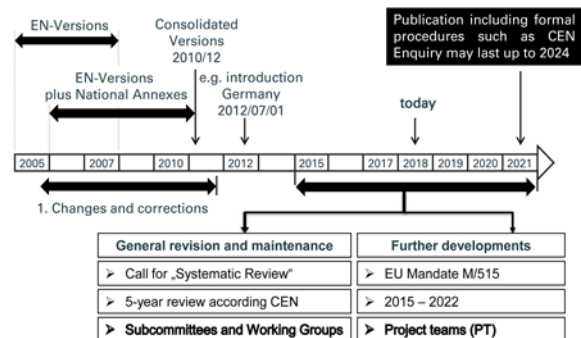 EN-Versions
Consolidated
Versions
2010/12
Publication including formal
procedures such as CEN
Enquiry may last up to 2024
EN-Versions
plus National Annexes
e.g. introduction
Germany
2012/07/01
today
2005 2007 2010 2012 2015 2017 2018 2019 2020 2021
1. Changes and corrections
General revision and maintenance
➢ Call for „Systematic Review“
➢ 5-year review according CEN
➢ Subcommittees and Working Groups
Further developments
➢ EU Mandate M/515
➢ 2015 – 2022
➢ Project teams (PT)